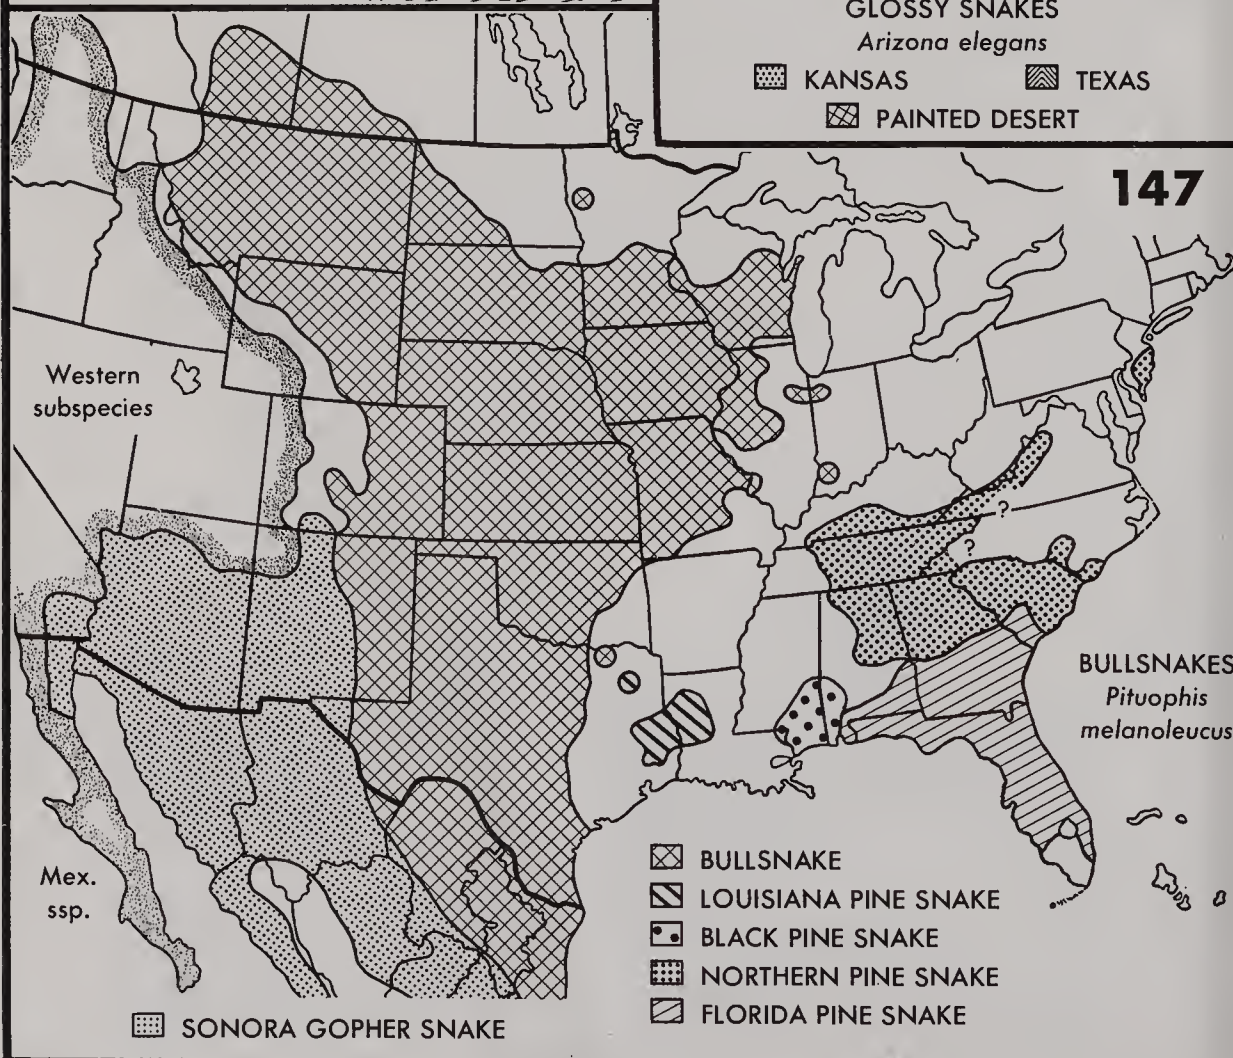 GLOSSY SNAKES
Arizona elegans
KANSAS
TEXAS
PAINTED DESERT
147
Western
subspecies
?
?
BULLSNAKES
Pituophis
melanoleucus
Mex.
ssp.
BULLSNAKE
LOUISIANA PINE SNAKE
BLACK PINE SNAKE
NORTHERN PINE SNAKE
FLORIDA PINE SNAKE
SONORA GOPHER SNAKE